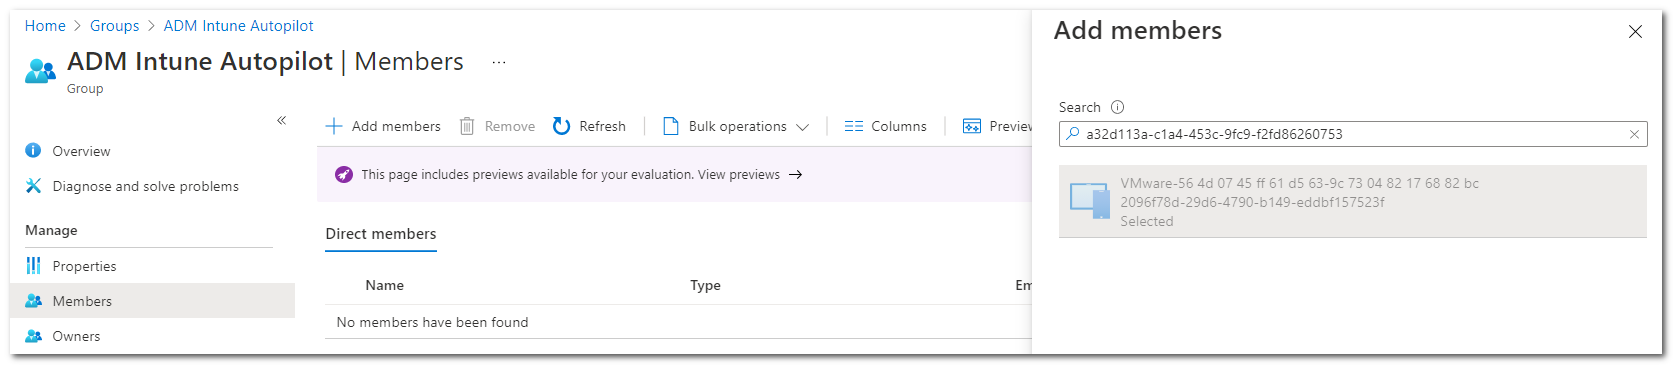 Home > Groups > ADM Intune Autopilot
ADM Intune Autopilot | Members ...
Group
«
Overview
Diagnose and solve problems
Manage
Properties
Members
Owners
Add members Remove Refresh Bulk operations Columns Preview
This page includes previews available for your evaluation. View previews →
Direct members
Name Type Em
No members have been found
Add members
Search
a32d113a-c1a4-453c-9fc9-f2fd86260753
VMware-56 4d 07 45 ff 61 d5 63-9c 73 04 82 17 68 82 bc
2096f78d-29d6-4790-b149-eddbf157523f
Selected